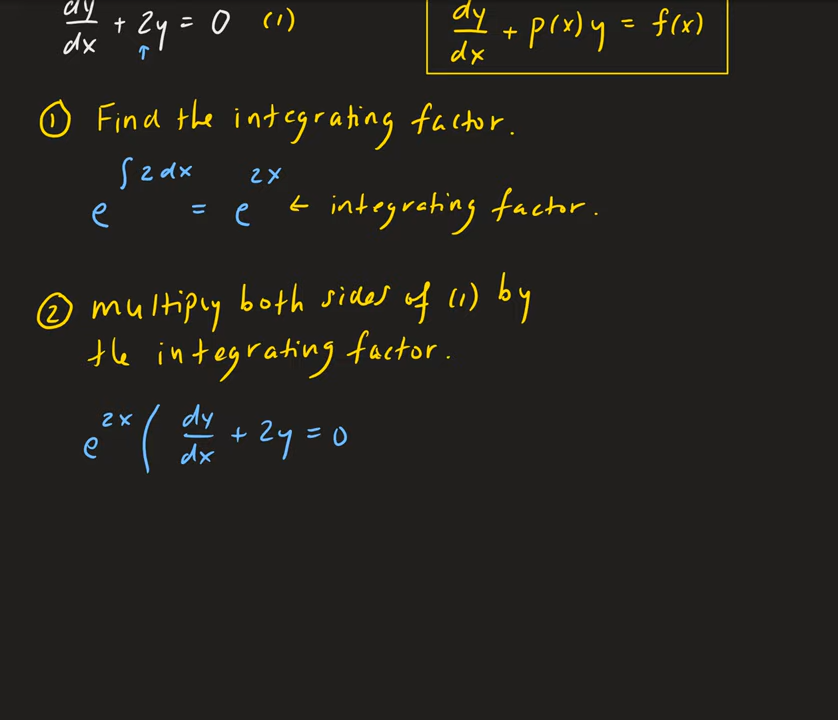 dy/dx + 2y = 0 (1)
dy/dx + p(x) y = f(x)
① Find the integrating factor.
e^∫2dx = e^2x ← integrating factor.
② multiply both sides of (1) by
the integrating factor.
e^2x ( dy/dx + 2y = 0